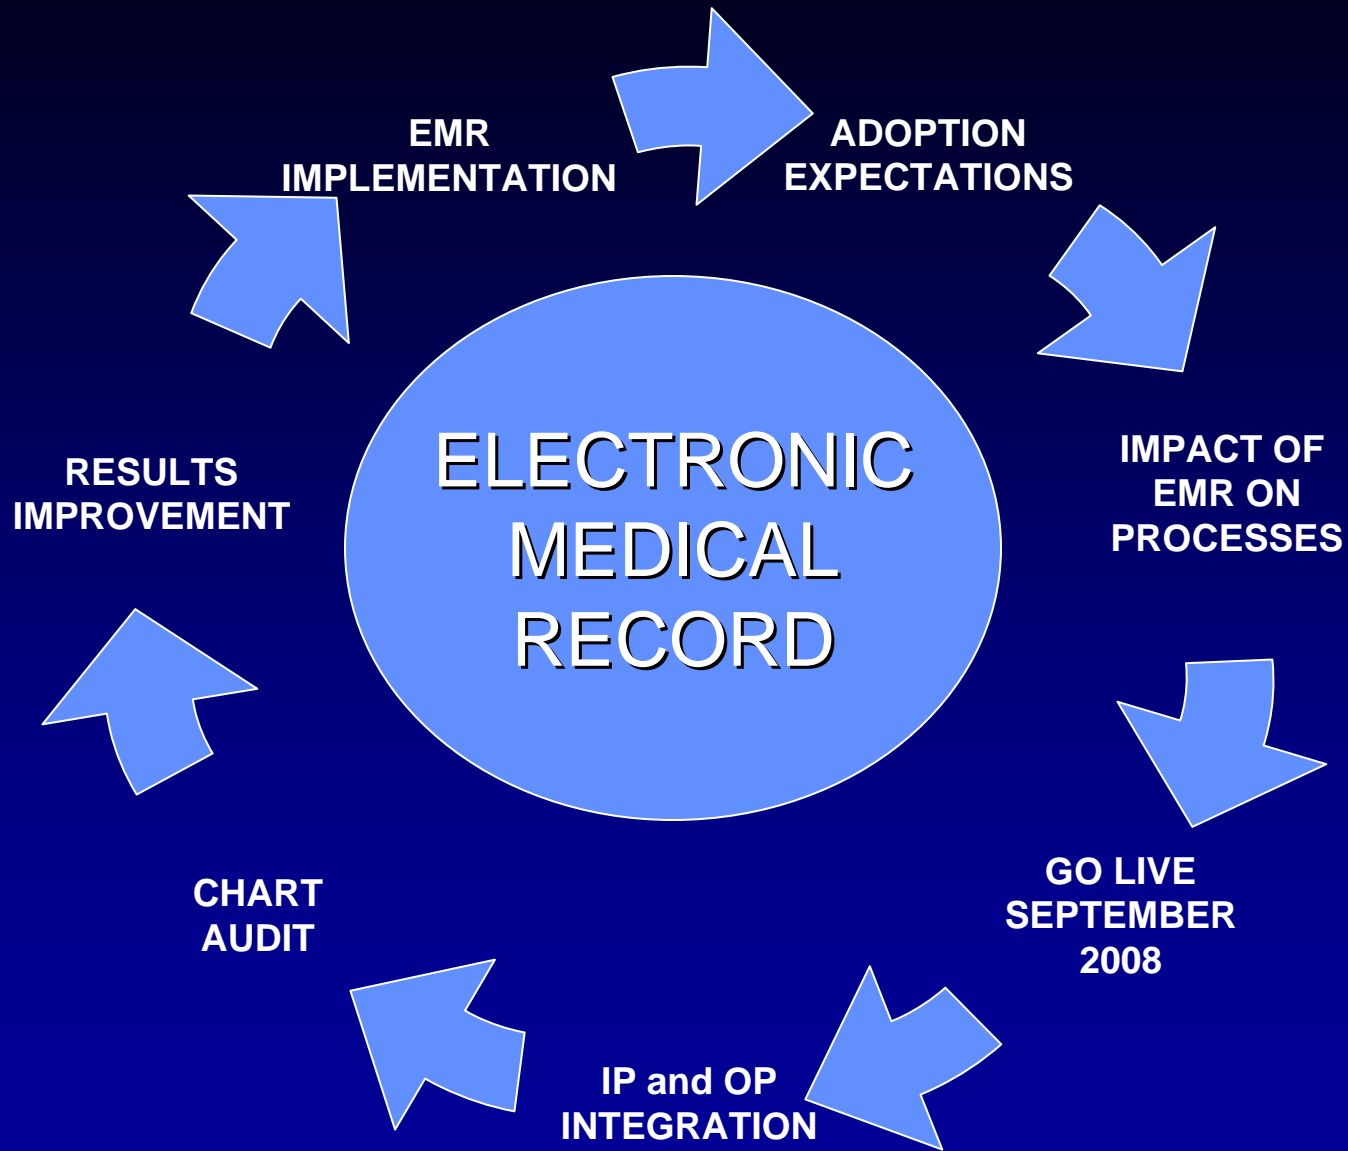 EMR
IMPLEMENTATION
ADOPTION
EXPECTATIONS
IMPACT OF
EMR ON
PROCESSES
GO LIVE
SEPTEMBER
2008
IP and OP
INTEGRATION
CHART
AUDIT
RESULTS
IMPROVEMENT
ELECTRONIC
MEDICAL
RECORD